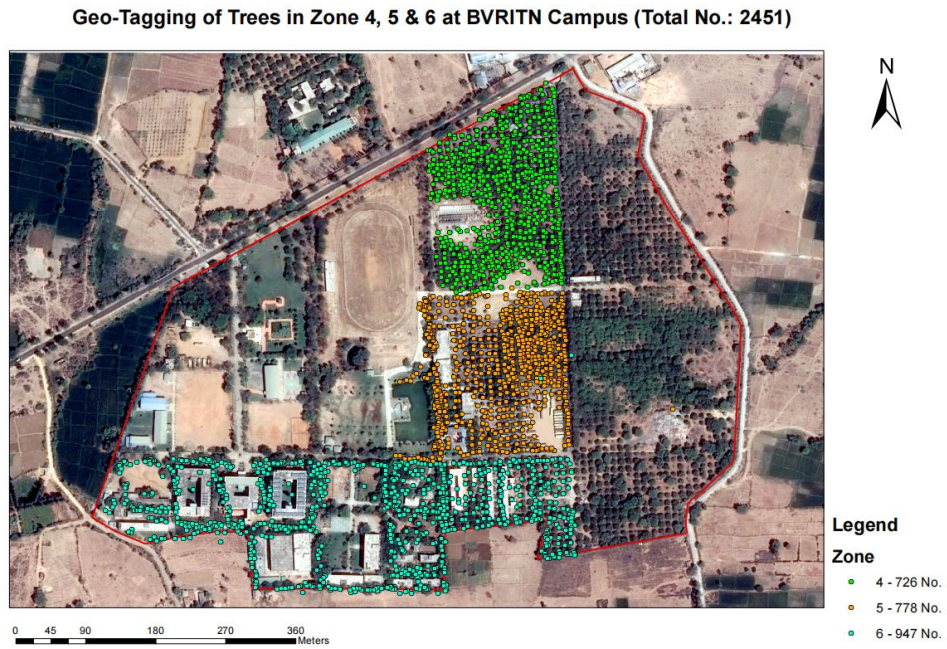 Geo-Tagging of Trees in Zone 4, 5 & 6 at BVRITN Campus (Total No.: 2451)
N
Legend
Zone
4 - 726 No.
5 - 778 No.
6 - 947 No.
0 45 90 180 270 360
Meters